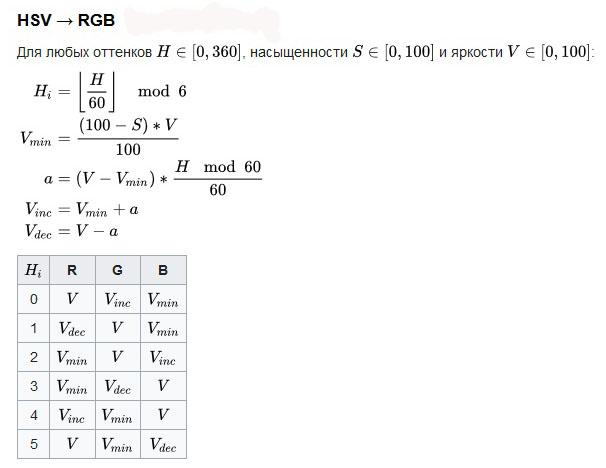 HSV → RGB
Для любых оттенков H ∈ [0, 360], насыщенности S ∈ [0, 100] и яркости V ∈ [0, 100]:
H_i = ⌊H/60⌋ mod 6
V_min = (100 − S) * V / 100
a = (V − V_min) * (H mod 60)/60
V_inc = V_min + a
V_dec = V − a
H_i R G B
0 V V_inc V_min
1 V_dec V V_min
2 V_min V V_inc
3 V_min V_dec V
4 V_inc V_min V
5 V V_min V_dec